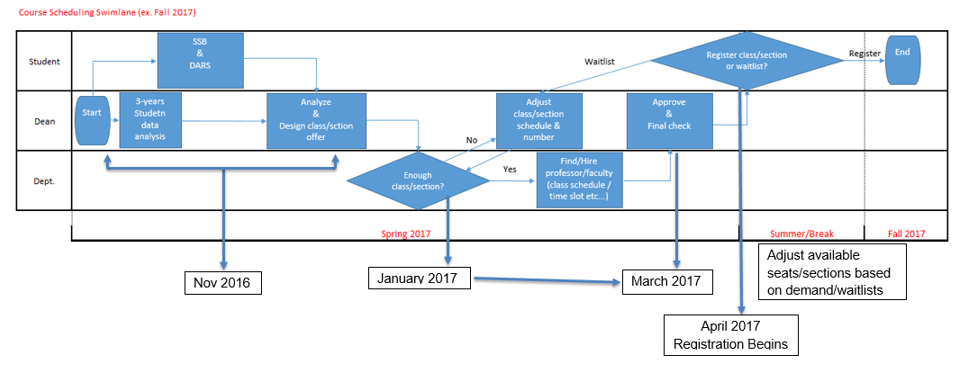 Course Scheduling Swimlane (ex. Fall 2017)
Student
SSB
&
DARS
Waitlist
Register class/section
or waitlist?
Register
End
Dean
Start
3-years
Studetn
data
analysis
Analyze
&
Design class/sction
offer
No
Adjust
class/section
schedule &
number
Approve
&
Final check
Dept.
Enough
class/section?
Yes
Find/Hire
professor/faculty
(class schedule /
time slot etc...)
Spring 2017
Summer/Break
Fall 2017
Nov 2016
January 2017
March 2017
Adjust available
seats/sections based
on demand/waitlists
April 2017
Registration Begins